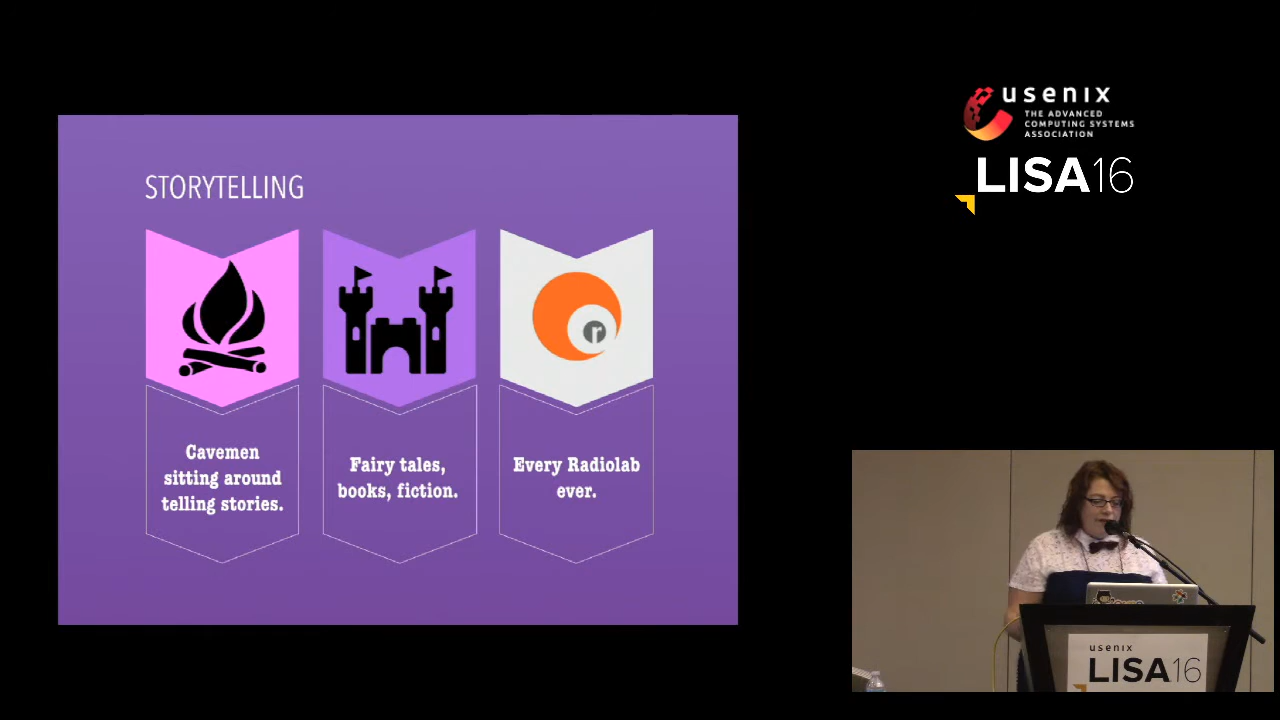 usenix
THE ADVANCED
COMPUTING SYSTEMS
ASSOCIATION
LISA16
STORYTELLING
r
Cavemen
sitting around
telling stories.
Fairy tales,
books, fiction.
Every Radiolab
ever.
usenix
LISA16